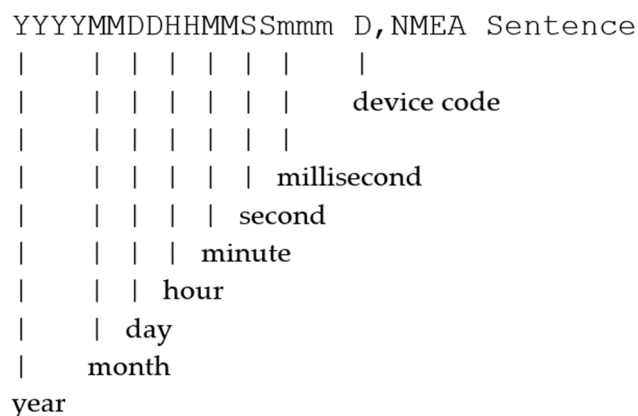 YYYYMMDDHHMMSSmmm D,NMEA Sentence
| | | | | | | |
| | | | | | | device code
| | | | | | |
| | | | | | millisecond
| | | | | second
| | | | minute
| | | hour
| | day
| month
year